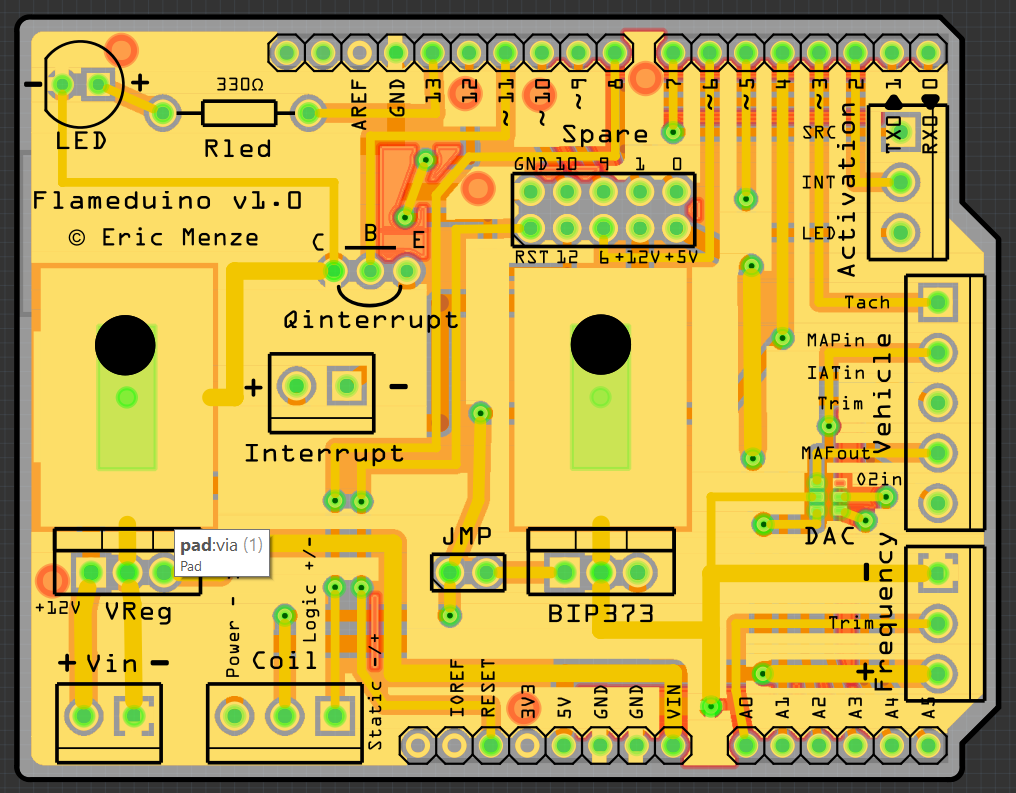 - +
LED
330Ω
Rled
AREF
GND
13
12
~11
~10
~9
8
7
~6
~5
4
~3
2
TX0 1
RX0 0
Spare
GND 10 9 1 0
RST 12 6 +12V +5V
SRC
INT
LED
Activation
Flameduino v1.0
© Eric Menze
C B E
Qinterrupt
+ -
Interrupt
Tach
MAPin
IATin
Trim
MAFout
O2in
Vehicle
DAC
JMP
BIP373
pad:via (1)
Pad
+12V
VReg
+ Vin -
Power -
Coil
Logic +/-
Static -/+
-
Trim
+
Frequency
IOREF
RESET
3V3
5V
GND
GND
VIN
A0
A1
A2
A3
A4
A5